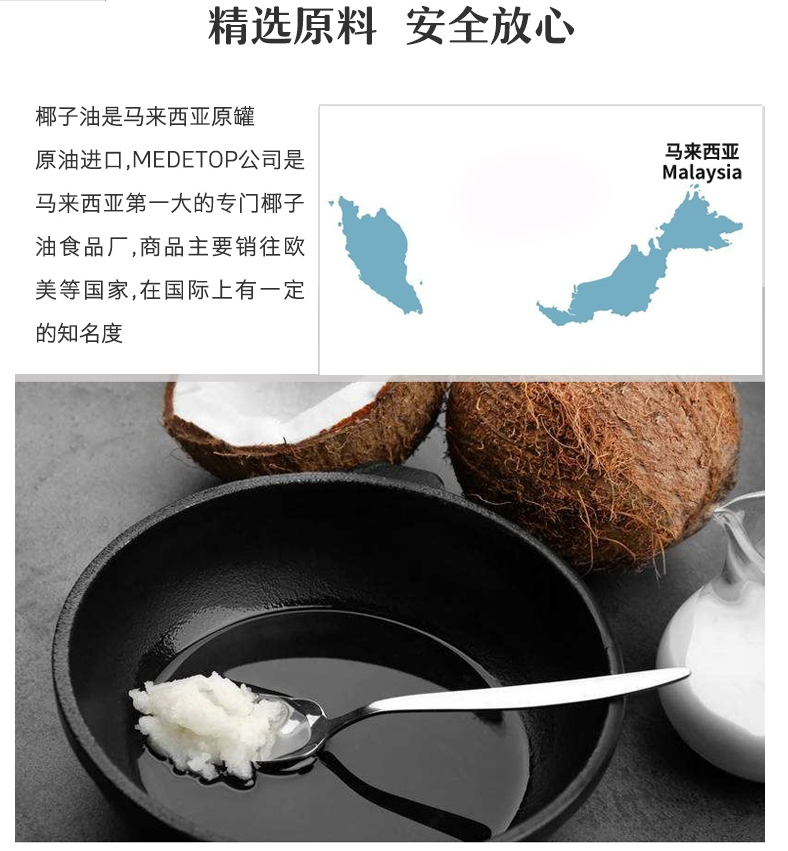 精选原料 安全放心
椰子油是马来西亚原罐
原油进口,MEDETOP公司是
马来西亚第一大的专门椰子
油食品厂,商品主要销往欧
美等国家,在国际上有一定
的知名度
马来西亚
Malaysia